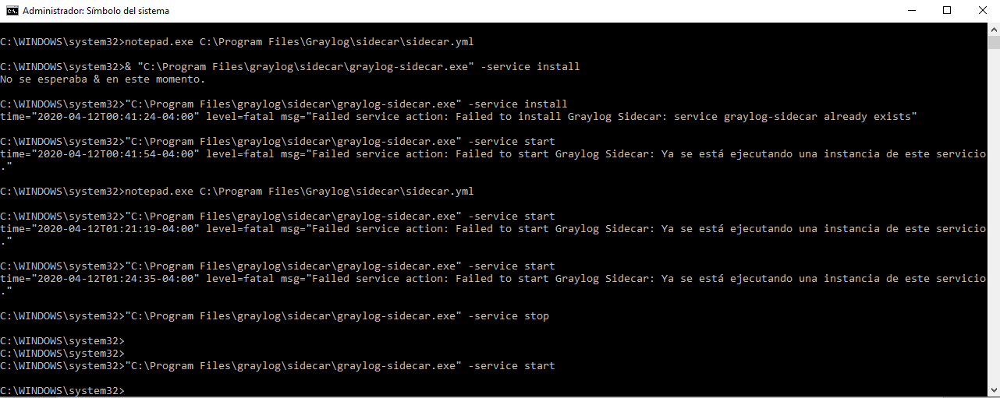 Administrador: Símbolo del sistema
C:\WINDOWS\system32>notepad.exe C:\Program Files\Graylog\sidecar\sidecar.yml
C:\WINDOWS\system32>& "C:\Program Files\graylog\sidecar\graylog-sidecar.exe" -service install
No se esperaba & en este momento.
C:\WINDOWS\system32>"C:\Program Files\graylog\sidecar\graylog-sidecar.exe" -service install
time="2020-04-12T00:41:24-04:00" level=fatal msg="Failed service action: Failed to install Graylog Sidecar: service graylog-sidecar already exists"
C:\WINDOWS\system32>"C:\Program Files\graylog\sidecar\graylog-sidecar.exe" -service start
time="2020-04-12T00:41:54-04:00" level=fatal msg="Failed service action: Failed to start Graylog Sidecar: Ya se está ejecutando una instancia de este servicio
."
C:\WINDOWS\system32>notepad.exe C:\Program Files\Graylog\sidecar\sidecar.yml
C:\WINDOWS\system32>"C:\Program Files\graylog\sidecar\graylog-sidecar.exe" -service start
time="2020-04-12T01:21:19-04:00" level=fatal msg="Failed service action: Failed to start Graylog Sidecar: Ya se está ejecutando una instancia de este servicio
."
C:\WINDOWS\system32>"C:\Program Files\graylog\sidecar\graylog-sidecar.exe" -service start
time="2020-04-12T01:24:35-04:00" level=fatal msg="Failed service action: Failed to start Graylog Sidecar: Ya se está ejecutando una instancia de este servicio
."
C:\WINDOWS\system32>"C:\Program Files\graylog\sidecar\graylog-sidecar.exe" -service stop
C:\WINDOWS\system32>
C:\WINDOWS\system32>
C:\WINDOWS\system32>"C:\Program Files\graylog\sidecar\graylog-sidecar.exe" -service start
C:\WINDOWS\system32>